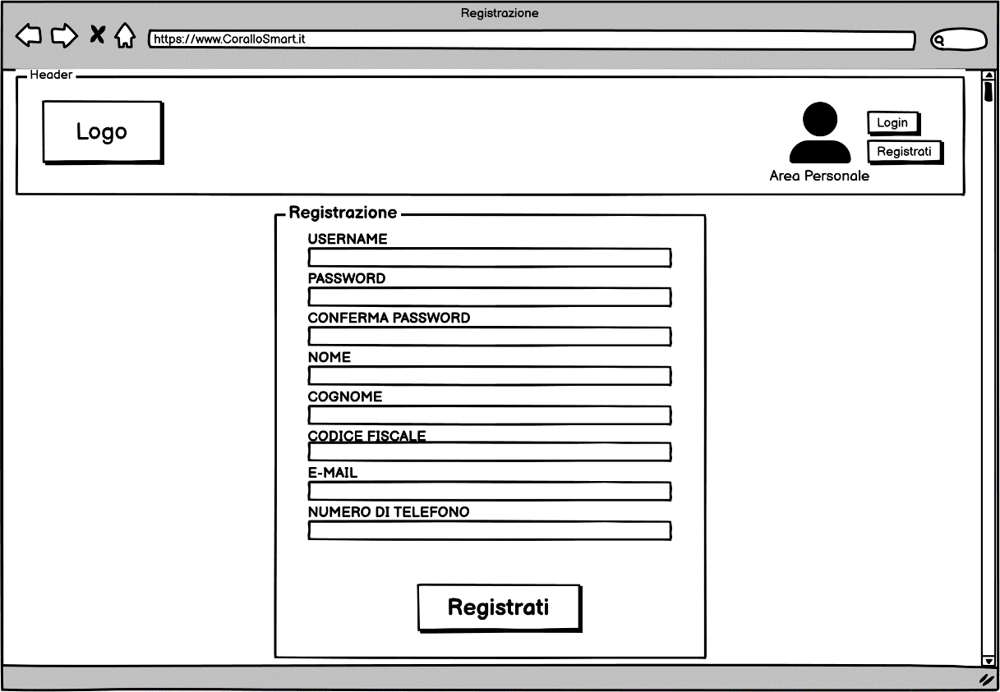 Registrazione
https://www.CoralloSmart.it
Header
Logo
Login
Registrati
Area Personale
Registrazione
USERNAME
PASSWORD
CONFERMA PASSWORD
NOME
COGNOME
CODICE FISCALE
E-MAIL
NUMERO DI TELEFONO
Registrati